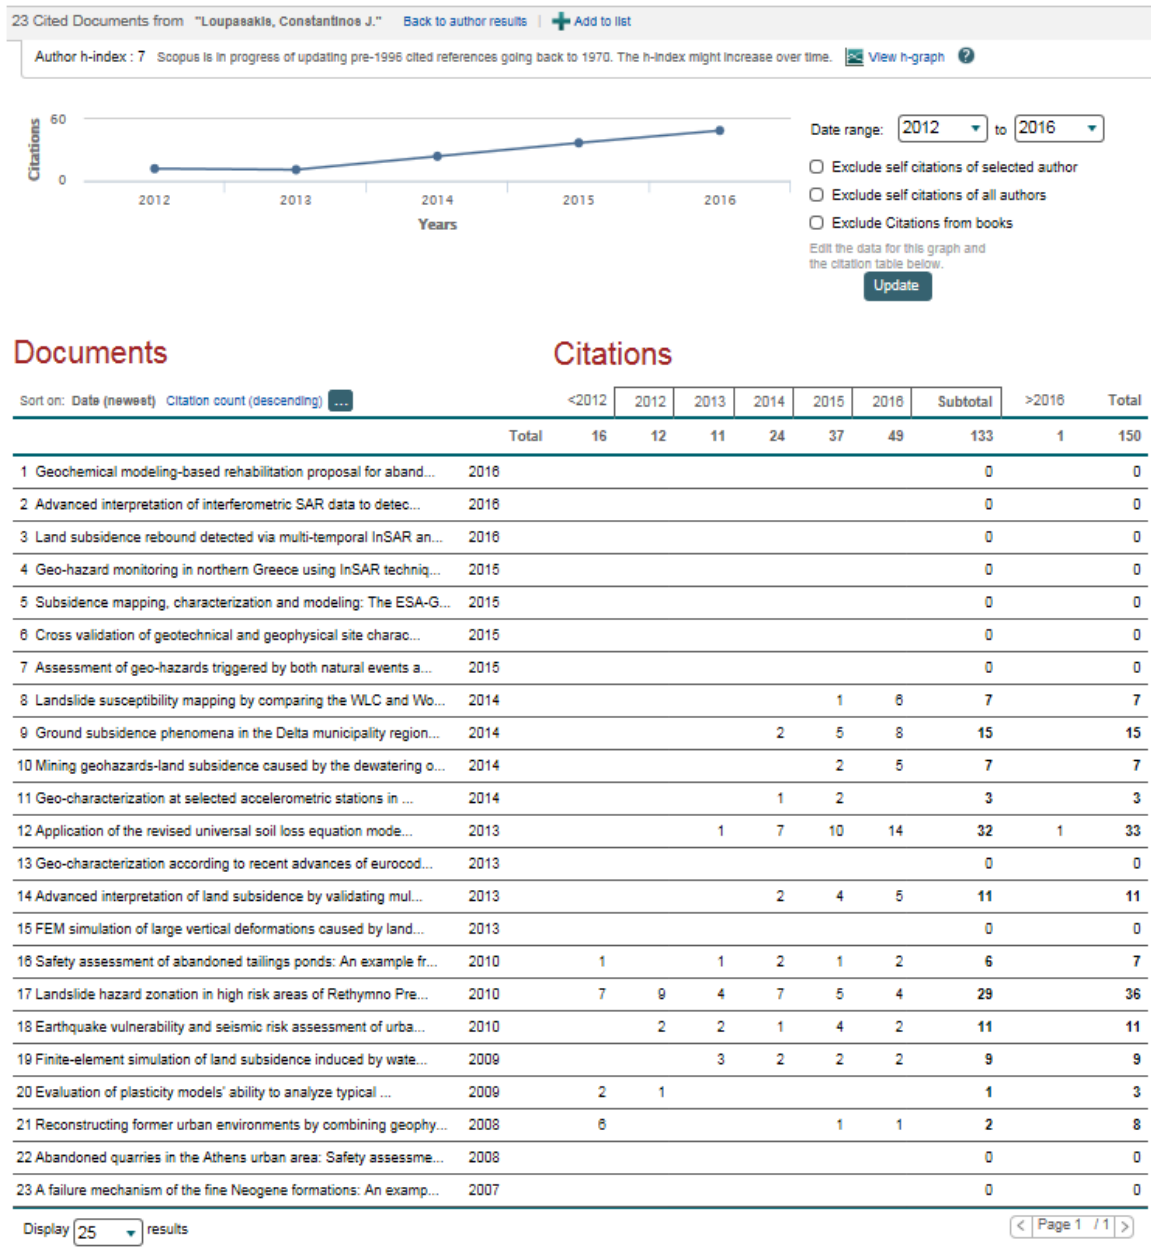 23 Cited Documents from "Loupasakis, Constantinos J." Back to author results | Add to list
Author h-index : 7 Scopus is in progress of updating pre-1996 cited references going back to 1970. The h-index might increase over time. View h-graph ?
Citations
60
0
2012 2013 2014 2015 2016
Years
Date range: 2012 to 2016
Exclude self citations of selected author
Exclude self citations of all authors
Exclude Citations from books
Edit the data for this graph and
the citation table below.
Update
Documents Citations
Sort on: Date (newest) Citation count (descending) ... <2012 2012 2013 2014 2015 2016 Subtotal >2016 Total
Total 16 12 11 24 37 49 133 1 150
1 Geochemical modeling-based rehabilitation proposal for aband... 2016 0 0
2 Advanced interpretation of interferometric SAR data to detec... 2016 0 0
3 Land subsidence rebound detected via multi-temporal InSAR an... 2016 0 0
4 Geo-hazard monitoring in northern Greece using InSAR techniq... 2015 0 0
5 Subsidence mapping, characterization and modeling: The ESA-G... 2015 0 0
6 Cross validation of geotechnical and geophysical site charac... 2015 0 0
7 Assessment of geo-hazards triggered by both natural events a... 2015 0 0
8 Landslide susceptibility mapping by comparing the WLC and Wo... 2014 1 6 7 7
9 Ground subsidence phenomena in the Delta municipality region... 2014 2 5 8 15 15
10 Mining geohazards-land subsidence caused by the dewatering o... 2014 2 5 7 7
11 Geo-characterization at selected accelerometric stations in ... 2014 1 2 3 3
12 Application of the revised universal soil loss equation mode... 2013 1 7 10 14 32 1 33
13 Geo-characterization according to recent advances of eurocod... 2013 0 0
14 Advanced interpretation of land subsidence by validating mul... 2013 2 4 5 11 11
15 FEM simulation of large vertical deformations caused by land... 2013 0 0
16 Safety assessment of abandoned tailings ponds: An example fr... 2010 1 1 2 1 2 6 7
17 Landslide hazard zonation in high risk areas of Rethymno Pre... 2010 7 9 4 7 5 4 29 36
18 Earthquake vulnerability and seismic risk assessment of urba... 2010 2 2 1 4 2 11 11
19 Finite-element simulation of land subsidence induced by wate... 2009 3 2 2 2 9 9
20 Evaluation of plasticity models' ability to analyze typical ... 2009 2 1 1 3
21 Reconstructing former urban environments by combining geophy... 2008 6 1 1 2 8
22 Abandoned quarries in the Athens urban area: Safety assessme... 2008 0 0
23 A failure mechanism of the fine Neogene formations: An examp... 2007 0 0
Display 25 results < Page 1 / 1 >